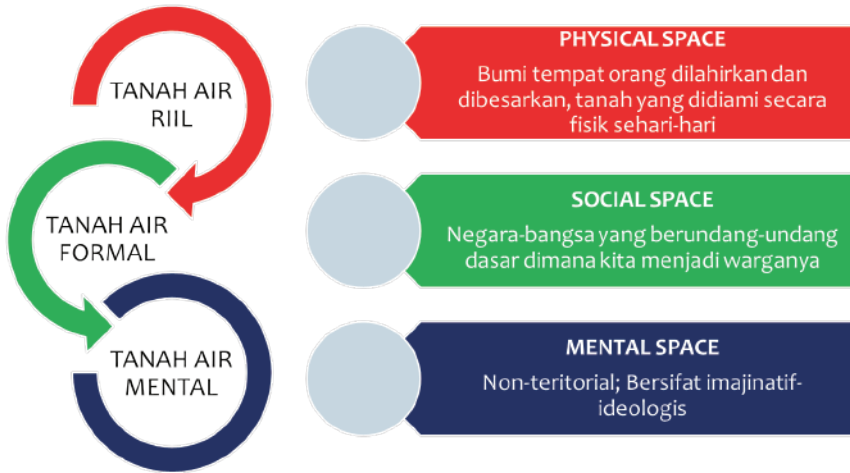 TANAH AIR
RIIL
PHYSICAL SPACE
Bumi tempat orang dilahirkan dan
dibesarkan, tanah yang didiami secara
fisik sehari-hari
TANAH AIR
FORMAL
SOCIAL SPACE
Negara-bangsa yang berundang-undang
dasar dimana kita menjadi warganya
TANAH AIR
MENTAL
MENTAL SPACE
Non-teritorial; Bersifat imajinatif-
ideologis